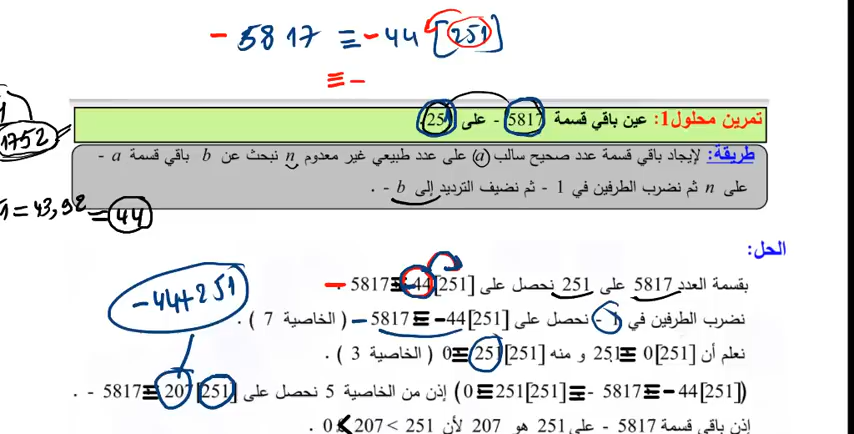 - 5817 ≡ -44 [251]
≡ -
تمرين محلول1: عين باقي قسمة 5817 - على 251
1752
طريقة: لإيجاد باقي قسمة عدد صحيح سالب (a) على عدد طبيعي غير معدوم n نبحث عن b باقي قسمة a -
على n ثم نضرب الطرفين في 1 - ثم نضيف الترديد إلى b - .
= 43,92 = 44
الحل:
بقسمة العدد 5817 على 251 نحصل على 5817≡44[251] .
-44+251
نضرب الطرفين في 1 - نحصل على -5817≡-44[251] ( الخاصية 7 ) .
نعلم أن 251≡0[251] و منه 0≡251[251] ( الخاصية 3 )
(0≡251[251] - 5817≡-44[251]) إذن من الخاصية 5 نحصل على 5817≡207[251] - .
إذن باقي قسمة 5817 - على 251 هو 207 لأن 0<207<251 .